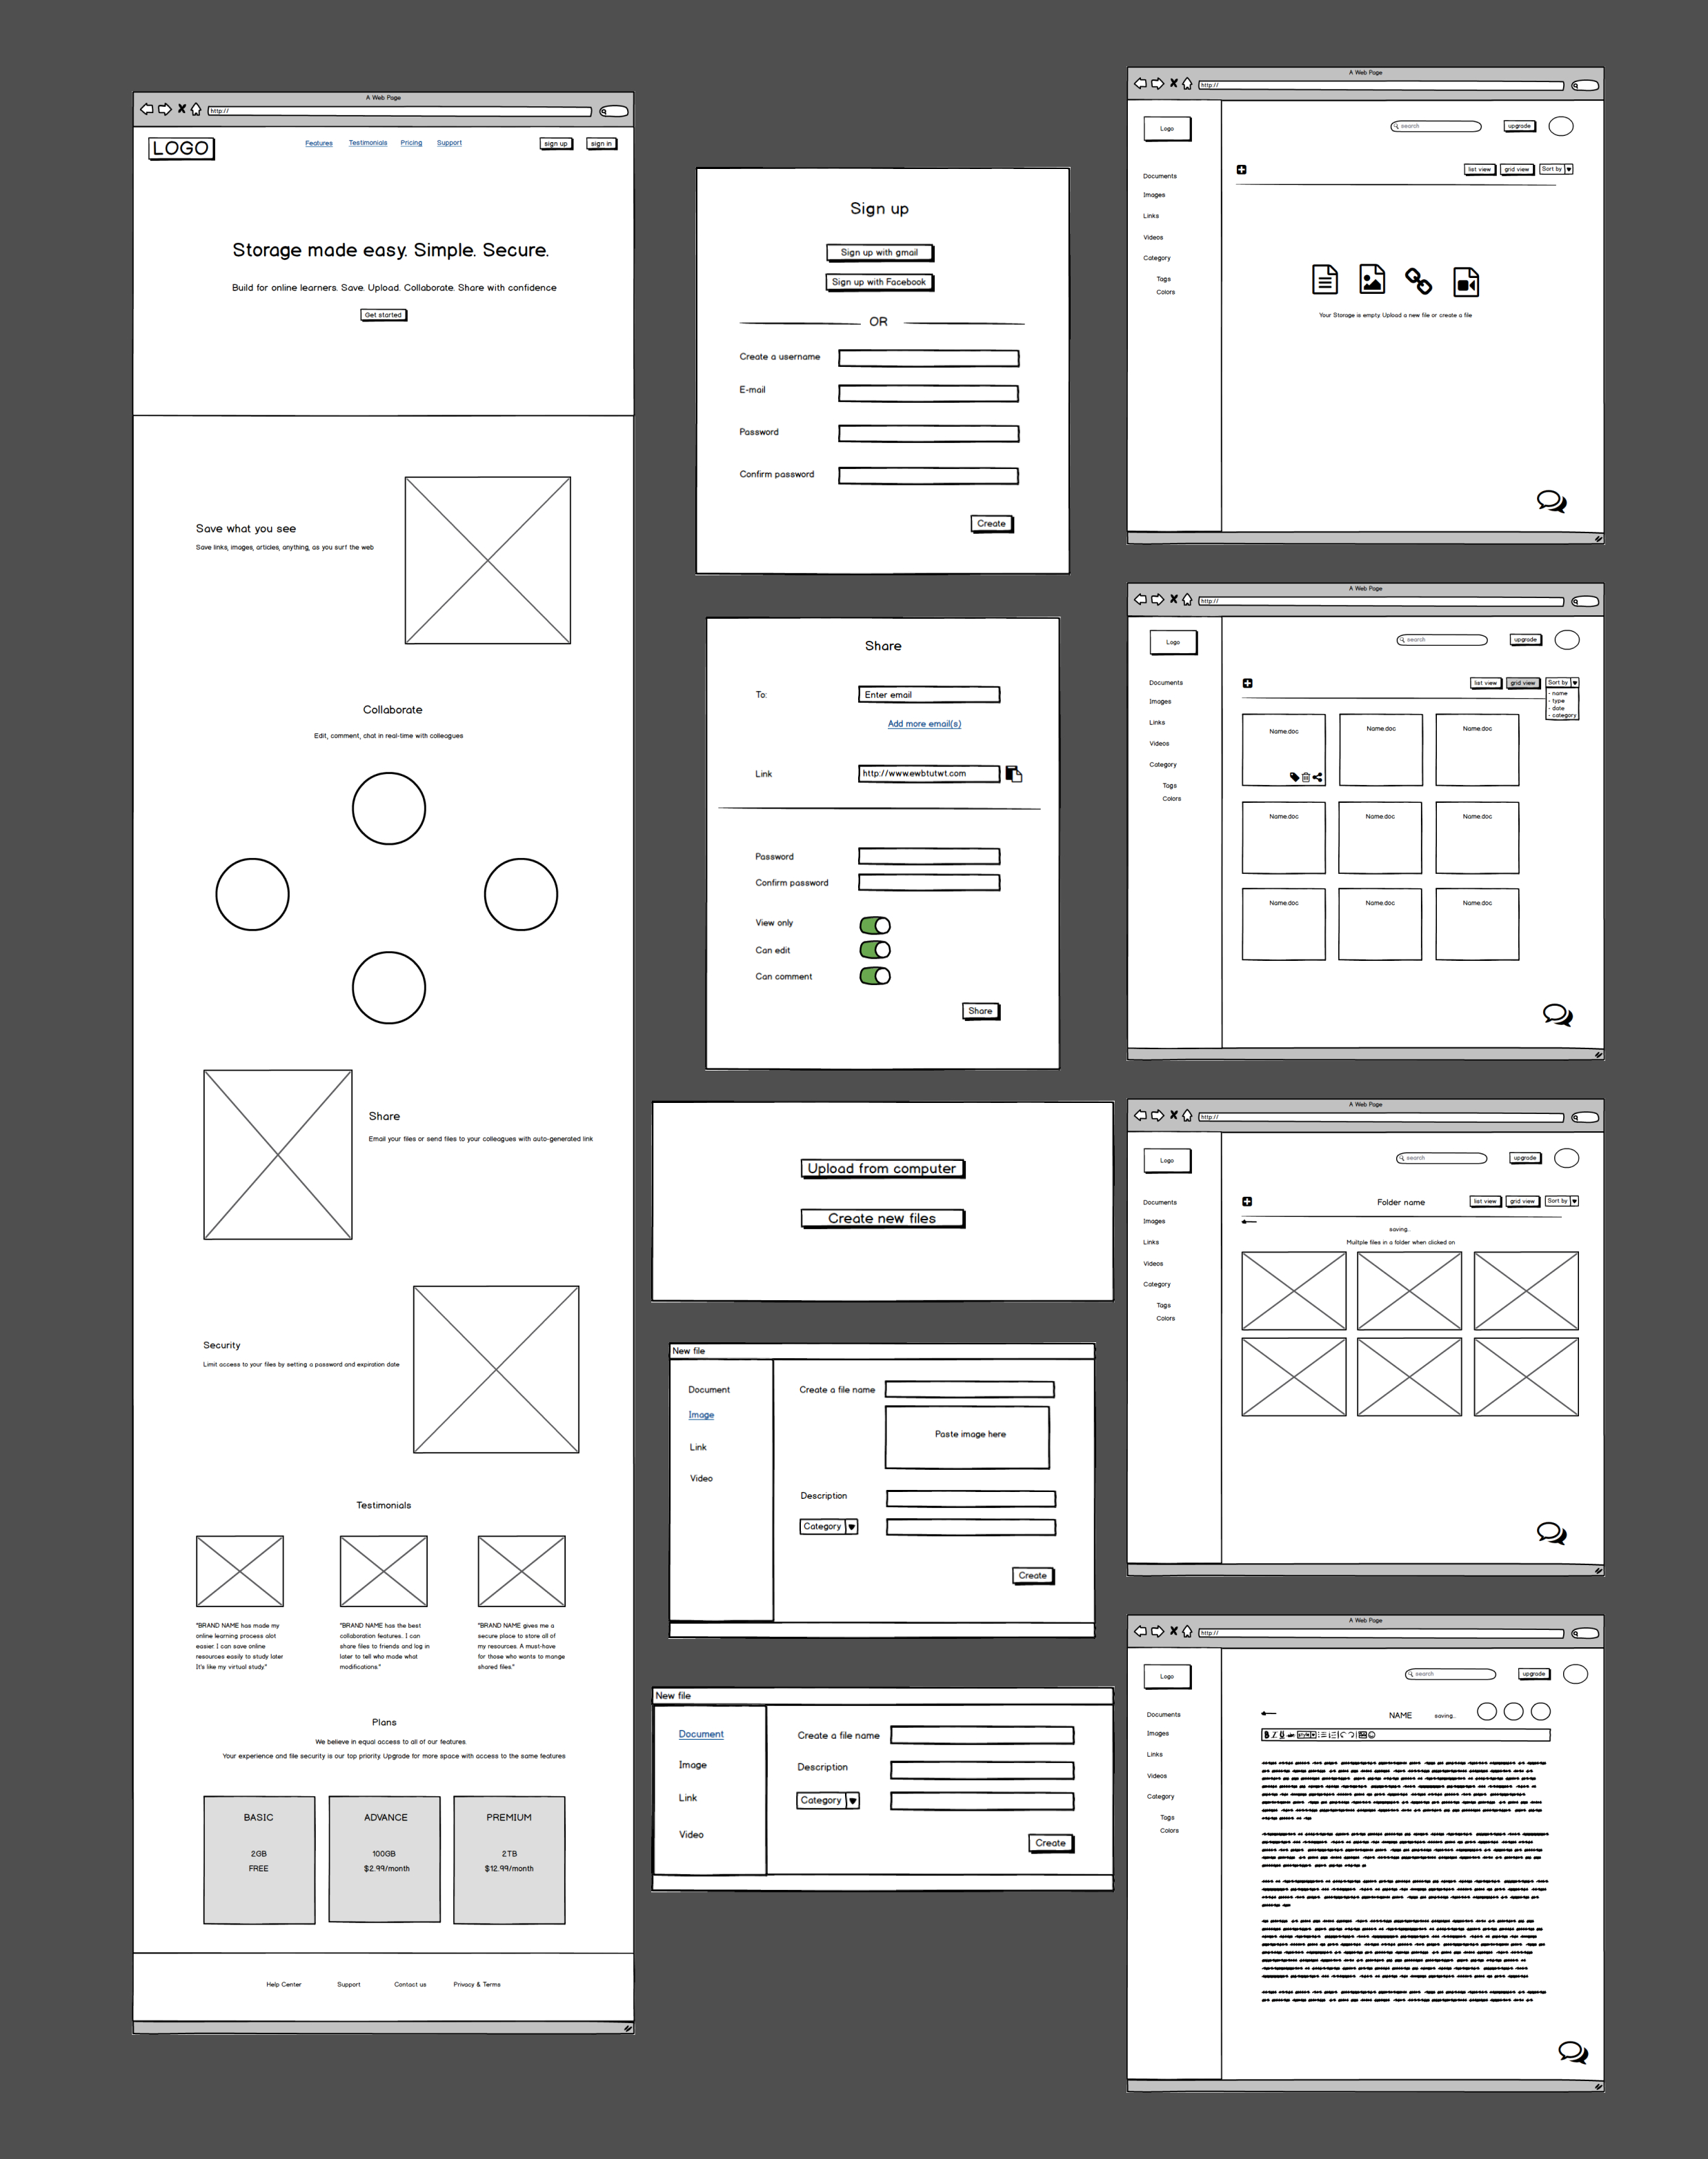 A Web Page
http://
LOGO
Features Testimonials Pricing Support
sign up sign in
Storage made easy. Simple. Secure.
Build for online learners. Save. Upload. Collaborate. Share with confidence
Get started
Save what you see
Save links, images, articles, anything, as you surf the web
Collaborate
Edit, comment, chat in real-time with colleagues
Share
Email your files or send files to your colleagues with auto-generated link
Security
Limit access to your files by setting a password and expiration date
Testimonials
"BRAND NAME has made my
online learning process alot
easier. I can save online
resources easily to study later
It's like my virtual study."
"BRAND NAME has the best
collaboration features.. I can
share files to friends and log in
later to tell who made what
modifications."
"BRAND NAME gives me a
secure place to store all of
my resources. A must-have
for those who wants to mange
shared files."
Plans
We believe in equal access to all of our features.
Your experience and file security is our top priority. Upgrade for more space with access to the same features
BASIC
2GB
FREE
ADVANCE
100GB
$2.99/month
PREMIUM
2TB
$12.99/month
Help Center Support Contact us Privacy & Terms
Sign up
Sign up with gmail
Sign up with Facebook
OR
Create a username
E-mail
Password
Confirm password
Create
Share
To: Enter email
Add more email(s)
Link http://www.ewbtutwt.com
Password
Confirm password
View only
Can edit
Can comment
Share
Upload from computer
Create new files
New file
Document
Image
Link
Video
Create a file name
Paste image here
Description
Category
Create
New file
Document
Image
Link
Video
Create a file name
Description
Category
Create
A Web Page
http://
Logo
search
upgrade
list view grid view Sort by
Documents
Images
Links
Videos
Category
Tags
Colors
Your Storage is empty. Upload a new file or create a file
A Web Page
http://
Logo
search
upgrade
list view grid view Sort by
- name
- type
- date
- category
Documents
Images
Links
Videos
Category
Tags
Colors
Name.doc Name.doc Name.doc
Name.doc Name.doc Name.doc
Name.doc Name.doc Name.doc
A Web Page
http://
Logo
search
upgrade
Folder name
list view grid view Sort by
saving..
Muiltple files in a folder when clicked on
Documents
Images
Links
Videos
Category
Tags
Colors
A Web Page
http://
Logo
search
upgrade
NAME saving..
B I U abc style
Documents
Images
Links
Videos
Category
Tags
Colors